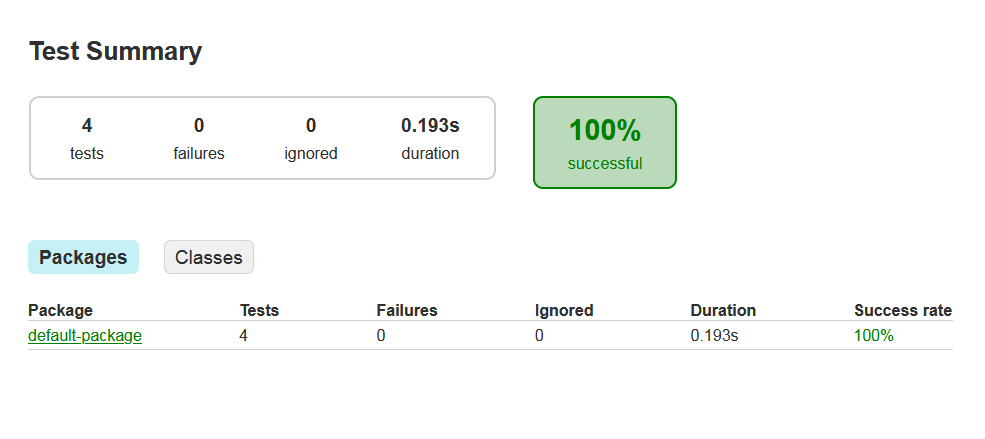 Test Summary
4 0 0 0.193s
tests failures ignored duration
100%
successful
Packages Classes
Package Tests Failures Ignored Duration Success rate
default-package 4 0 0 0.193s 100%